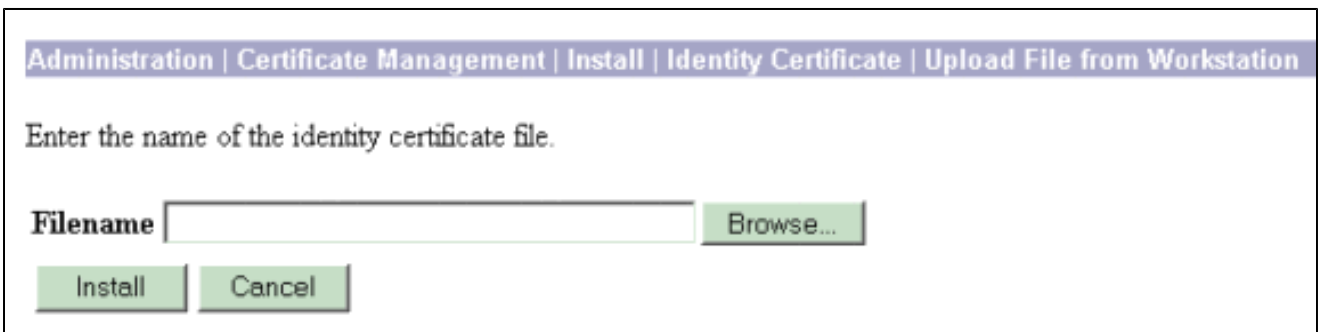 Administration | Certificate Management | Install | Identity Certificate | Upload File from Workstation
Enter the name of the identity certificate file.
Filename Browse...
Install Cancel